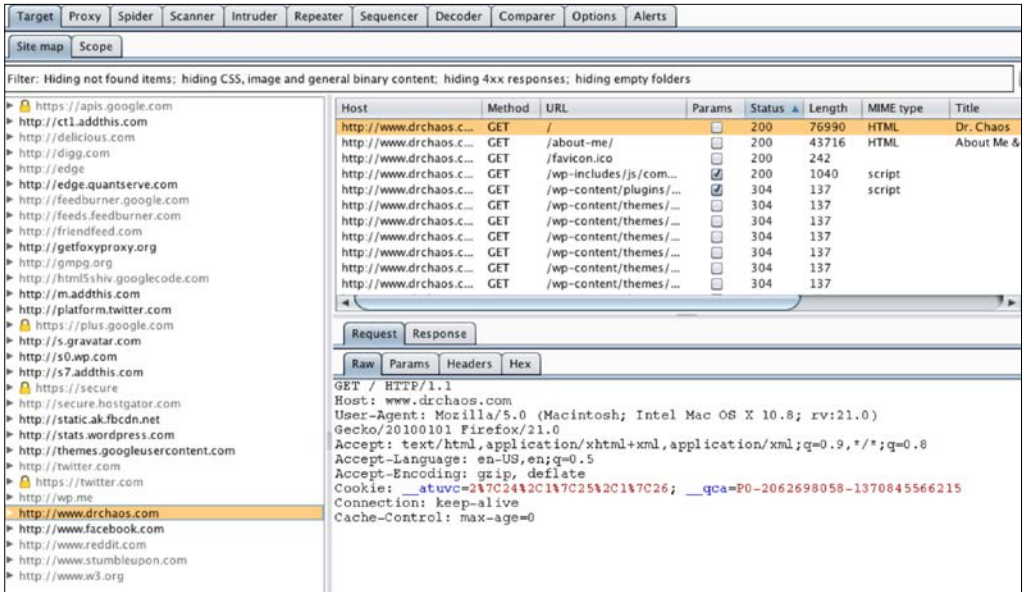 Target Proxy Spider Scanner Intruder Repeater Sequencer Decoder Comparer Options Alerts
Site map Scope
Filter: Hiding not found items; hiding CSS, image and general binary content; hiding 4xx responses; hiding empty folders
https://apis.google.com
http://ct1.addthis.com
http://delicious.com
http://digg.com
http://edge
http://edge.quantserve.com
http://feedburner.google.com
http://feeds.feedburner.com
http://friendfeed.com
http://getfoxyproxy.org
http://gmpg.org
http://html5shiv.googlecode.com
http://m.addthis.com
http://platform.twitter.com
https://plus.google.com
http://s.gravatar.com
http://s0.wp.com
http://s7.addthis.com
https://secure
http://secure.hostgator.com
http://static.ak.fbcdn.net
http://stats.wordpress.com
http://themes.googleusercontent.com
http://twitter.com
https://twitter.com
http://wp.me
http://www.drchaos.com
http://www.facebook.com
http://www.reddit.com
http://www.stumbleupon.com
http://www.w3.org
Host Method URL Params Status Length MIME type Title
http://www.drchaos.c... GET / 200 76990 HTML Dr. Chaos
http://www.drchaos.c... GET /about-me/ 200 43716 HTML About Me &
http://www.drchaos.c... GET /favicon.ico 200 242
http://www.drchaos.c... GET /wp-includes/js/com... 200 1040 script
http://www.drchaos.c... GET /wp-content/plugins/... 304 137 script
http://www.drchaos.c... GET /wp-content/themes/... 304 137
http://www.drchaos.c... GET /wp-content/themes/... 304 137
http://www.drchaos.c... GET /wp-content/themes/... 304 137
http://www.drchaos.c... GET /wp-content/themes/... 304 137
http://www.drchaos.c... GET /wp-content/themes/... 304 137
http://www.drchaos.c... GET /wp-content/themes/... 304 137
Request Response
Raw Params Headers Hex
GET / HTTP/1.1
Host: www.drchaos.com
User-Agent: Mozilla/5.0 (Macintosh; Intel Mac OS X 10.8; rv:21.0)
Gecko/20100101 Firefox/21.0
Accept: text/html,application/xhtml+xml,application/xml;q=0.9,*/*;q=0.8
Accept-Language: en-US,en;q=0.5
Accept-Encoding: gzip, deflate
Cookie: __atuvc=2%7C24%2C1%7C25%2C1%7C26; __qca=P0-2062698058-1370845566215
Connection: keep-alive
Cache-Control: max-age=0